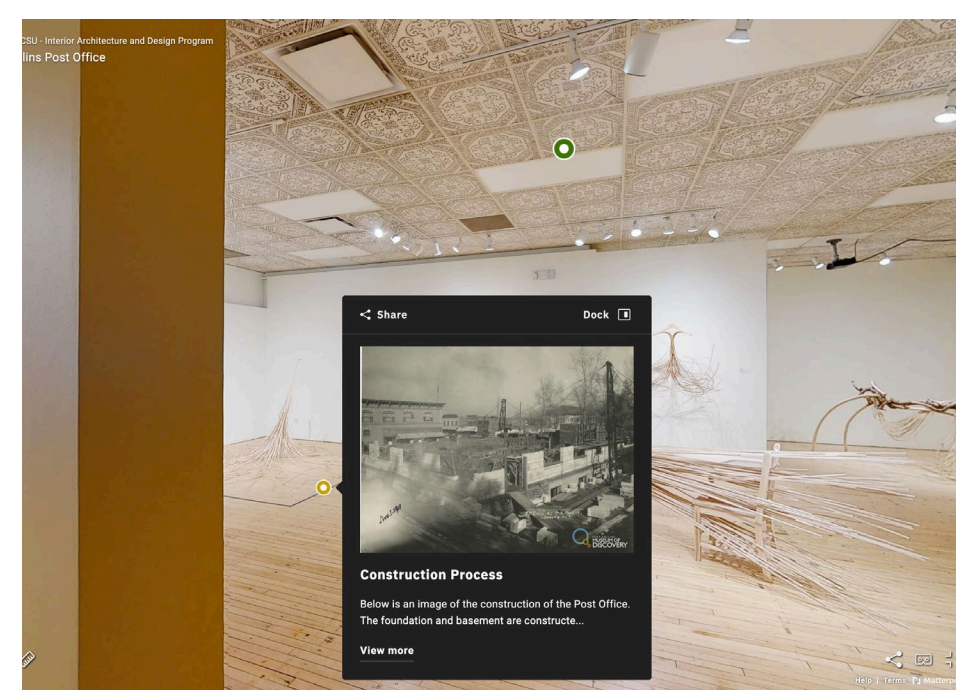 CSU - Interior Architecture and Design Program
lins Post Office
Share
Dock
MUSEUM OF
DISCOVERY
Construction Process
Below is an image of the construction of the Post Office.
The foundation and basement are constructe...
View more
Help | Terms
Matterpo